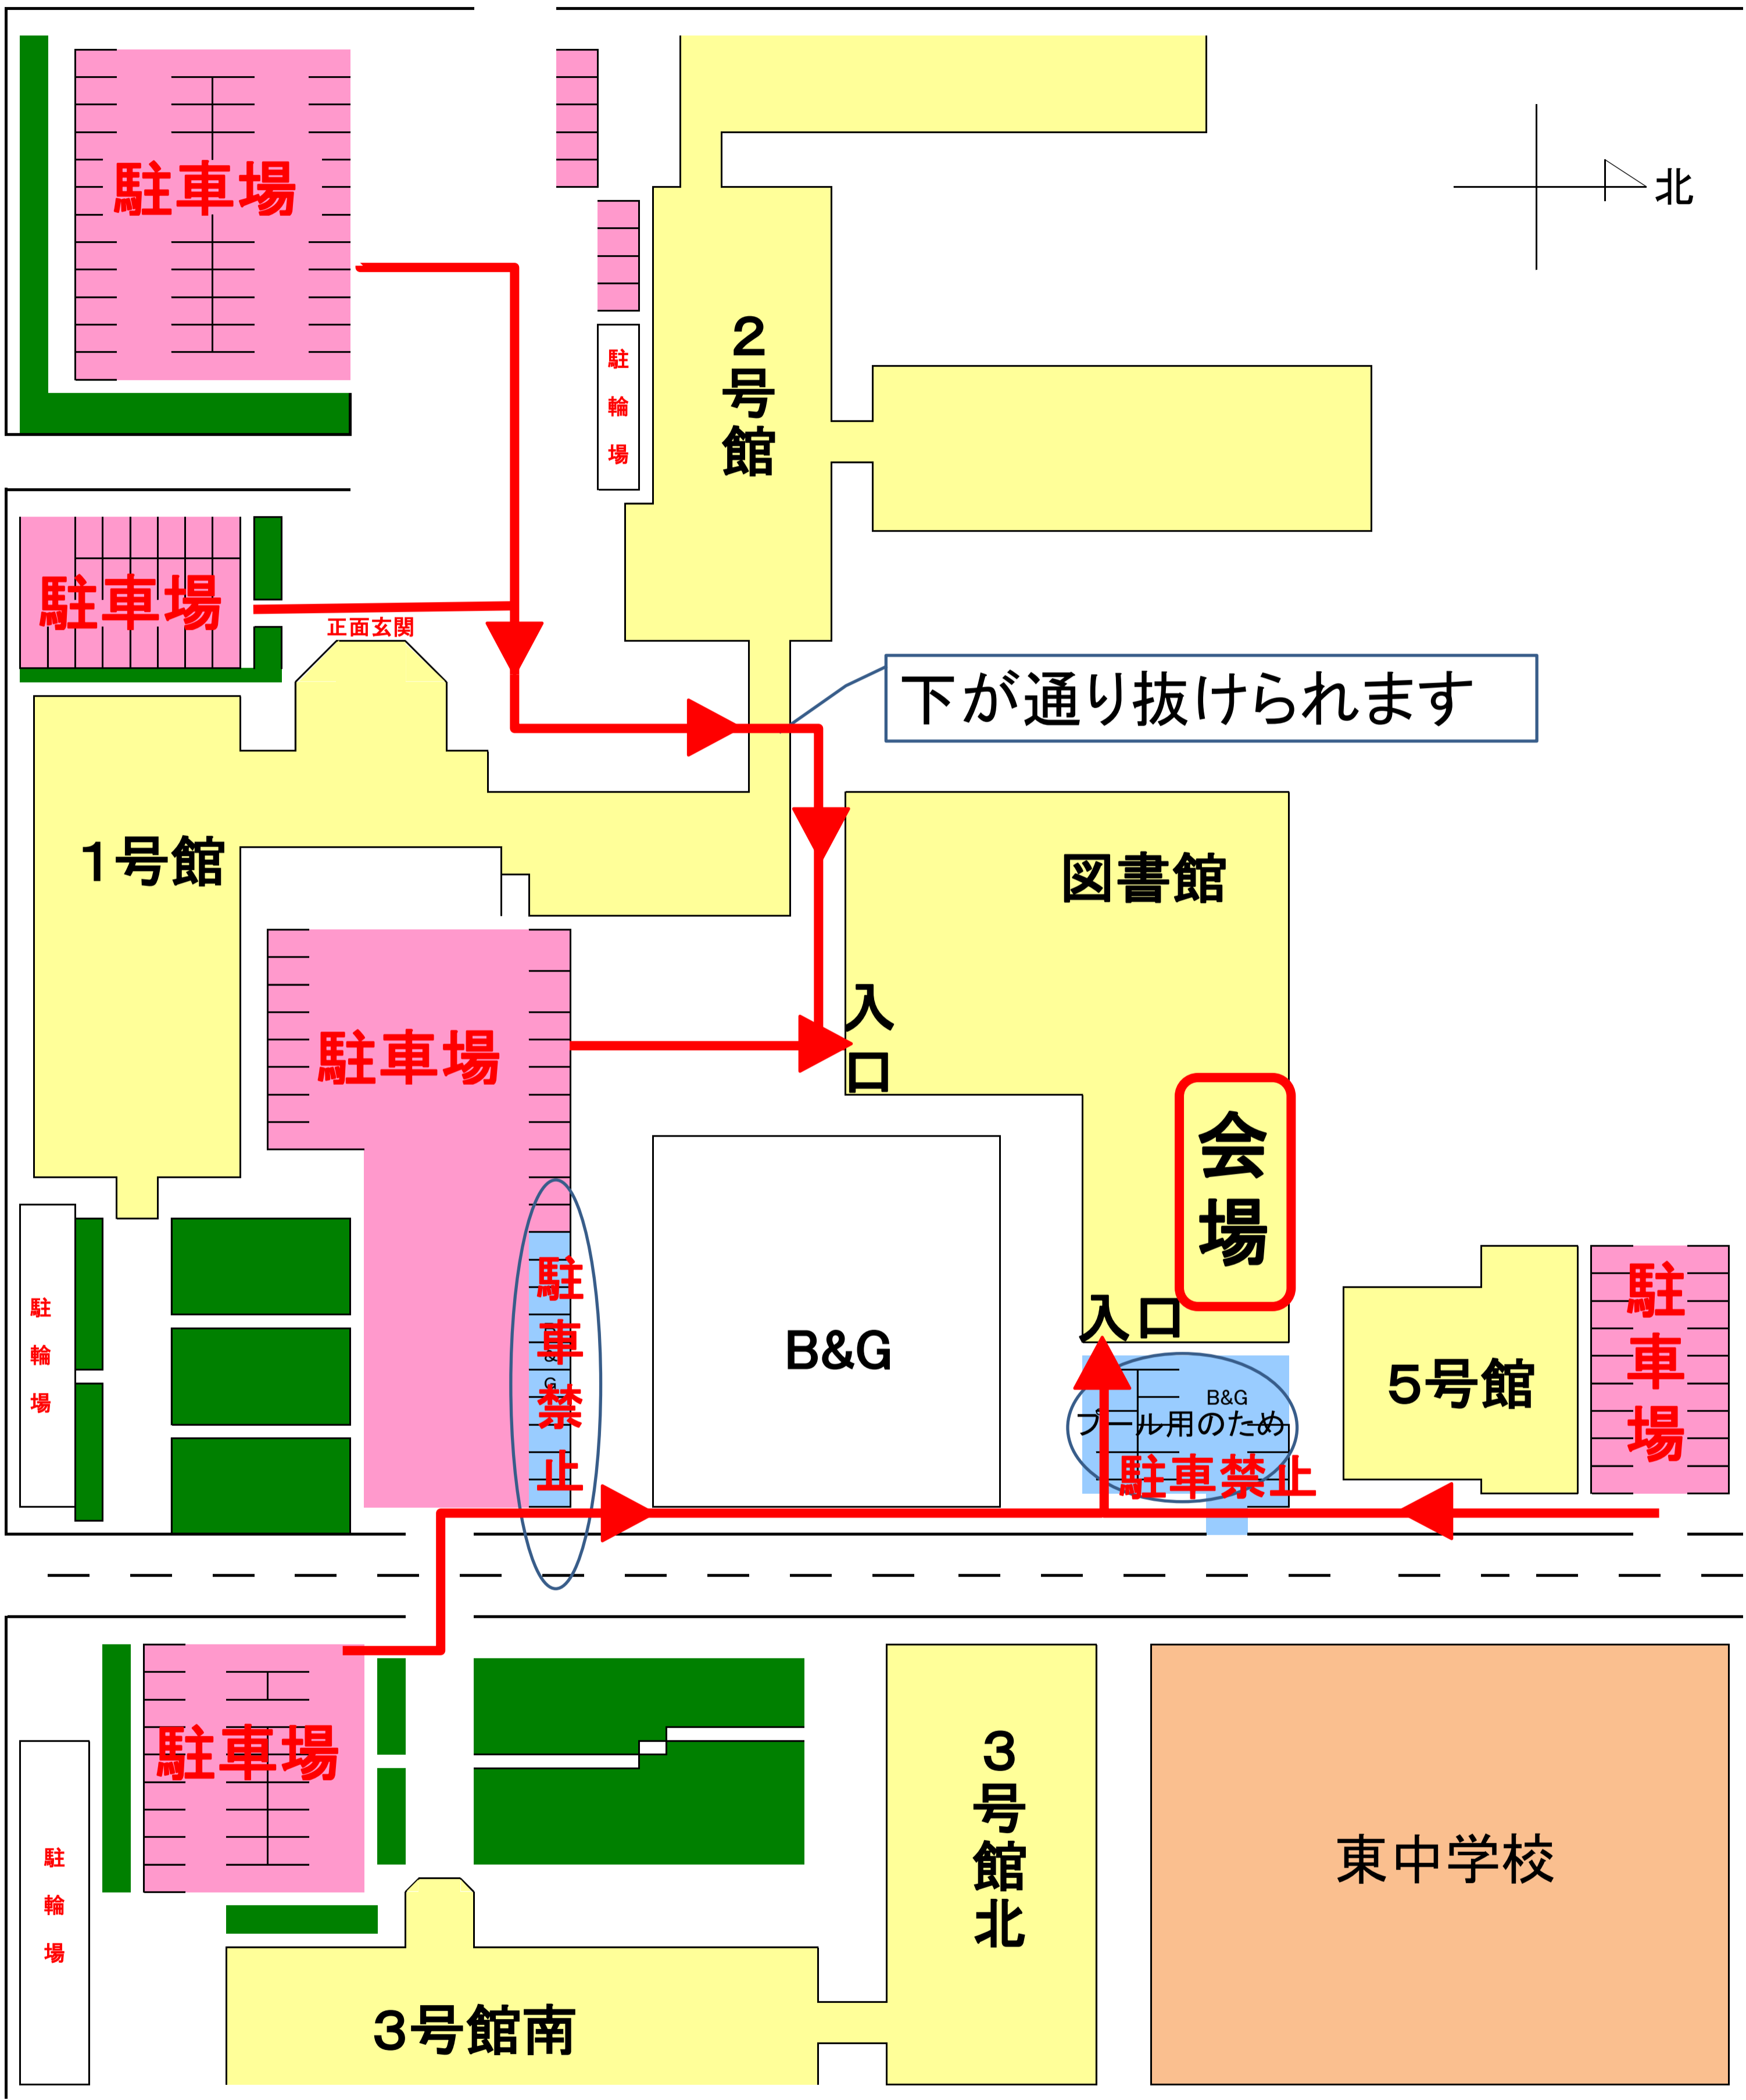 駐車場
北
２号館
駐輪場
駐車場
正面玄関
下が通り抜けられます
１号館
図書館
入口
駐車場
会場
駐車禁止
B&G
B&G
入口
駐車場
駐輪場
５号館
B&G
プール用のため
駐車禁止
駐車場
３号館北
東中学校
駐輪場
３号館南